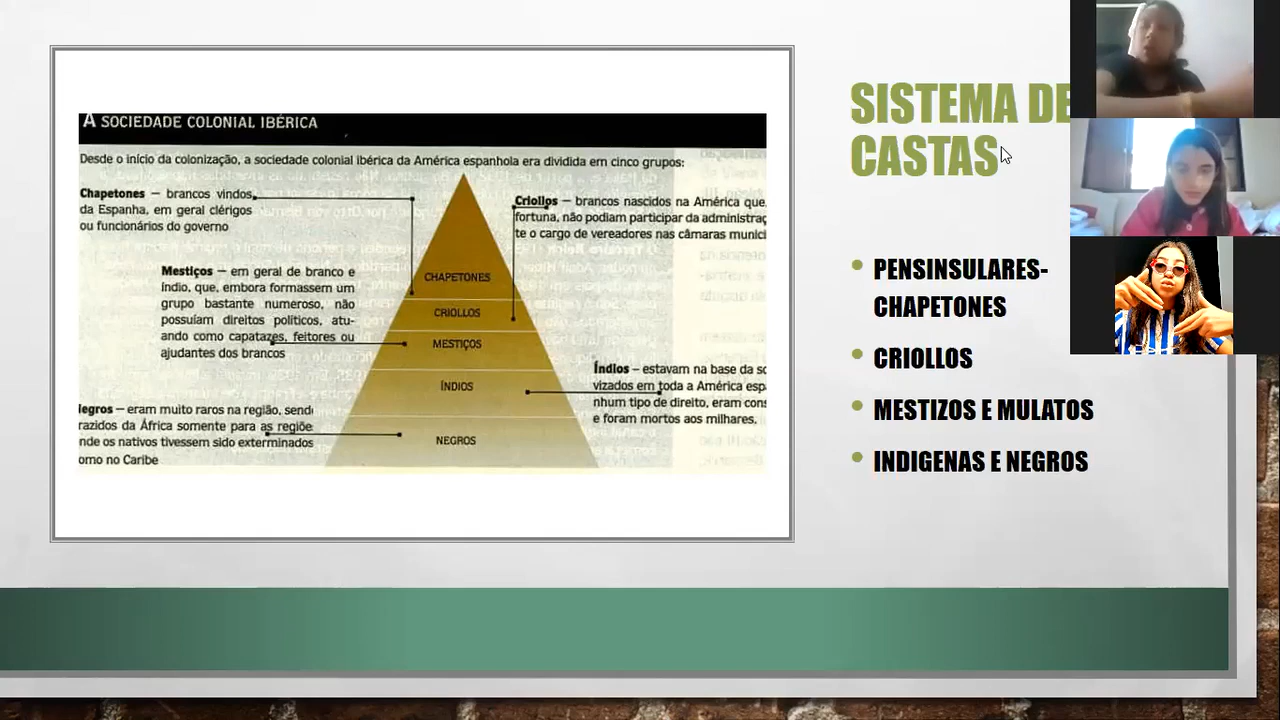 A SOCIEDADE COLONIAL IBÉRICA
Desde o início da colonização, a sociedade colonial ibérica da América espanhola era dividida em cinco grupos:
Chapetones — brancos vindos
da Espanha, em geral clérigos
ou funcionários do governo
Criollos — brancos nascidos na América que,
fortuna, não podiam participar da administraç
te o cargo de vereadores nas câmaras munici
Mestiços — em geral de branco e
índio, que, embora formassem um
grupo bastante numeroso, não
possuíam direitos políticos, atu-
ando como capatazes, feitores ou
ajudantes dos brancos
CHAPETONES
CRIOLLOS
MESTIÇOS
ÍNDIOS
NEGROS
Índios — estavam na base da so
vizados em toda a América esp
nhum tipo de direito, eram cons
e foram mortos aos milhares,
legros — eram muito raros na região, send
razidos da África somente para as regiõe
nde os nativos tivessem sido exterminados
omo no Caribe
SISTEMA DE
CASTAS
PENSINSULARES-
CHAPETONES
CRIOLLOS
MESTIZOS E MULATOS
INDIGENAS E NEGROS